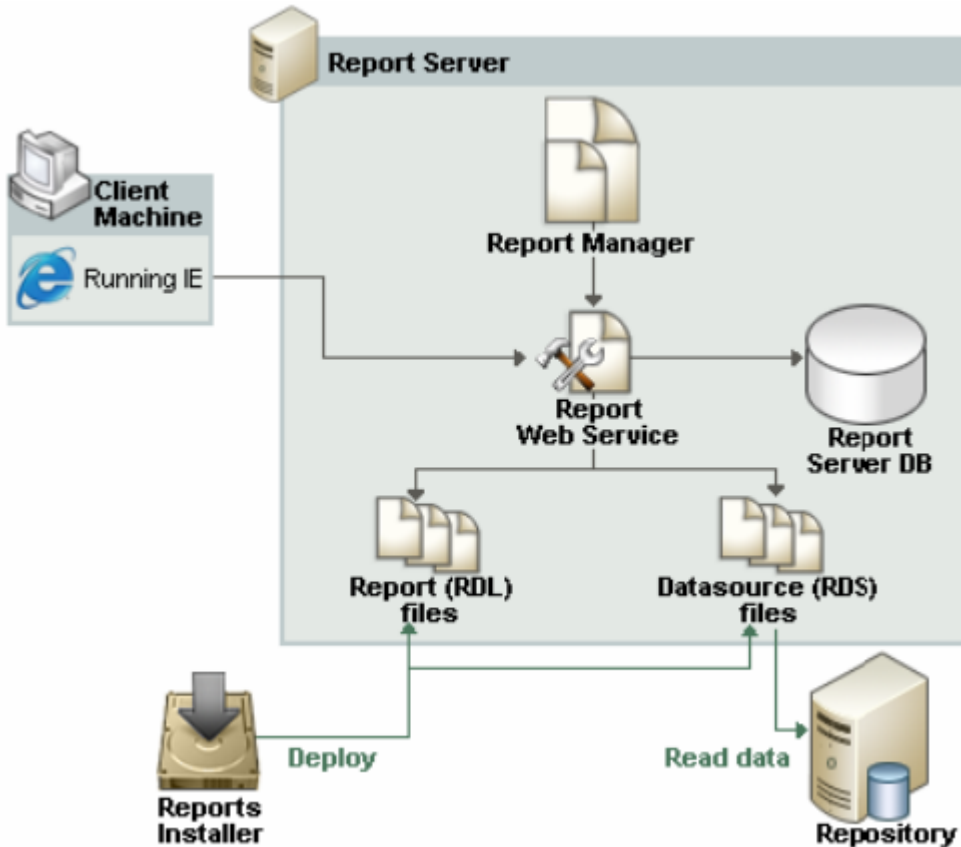 Report Server
Client
Machine
Running IE
Report Manager
Report
Web Service
Report
Server DB
Report (RDL)
files
Datasource (RDS)
files
Deploy
Read data
Reports
Installer
Repository